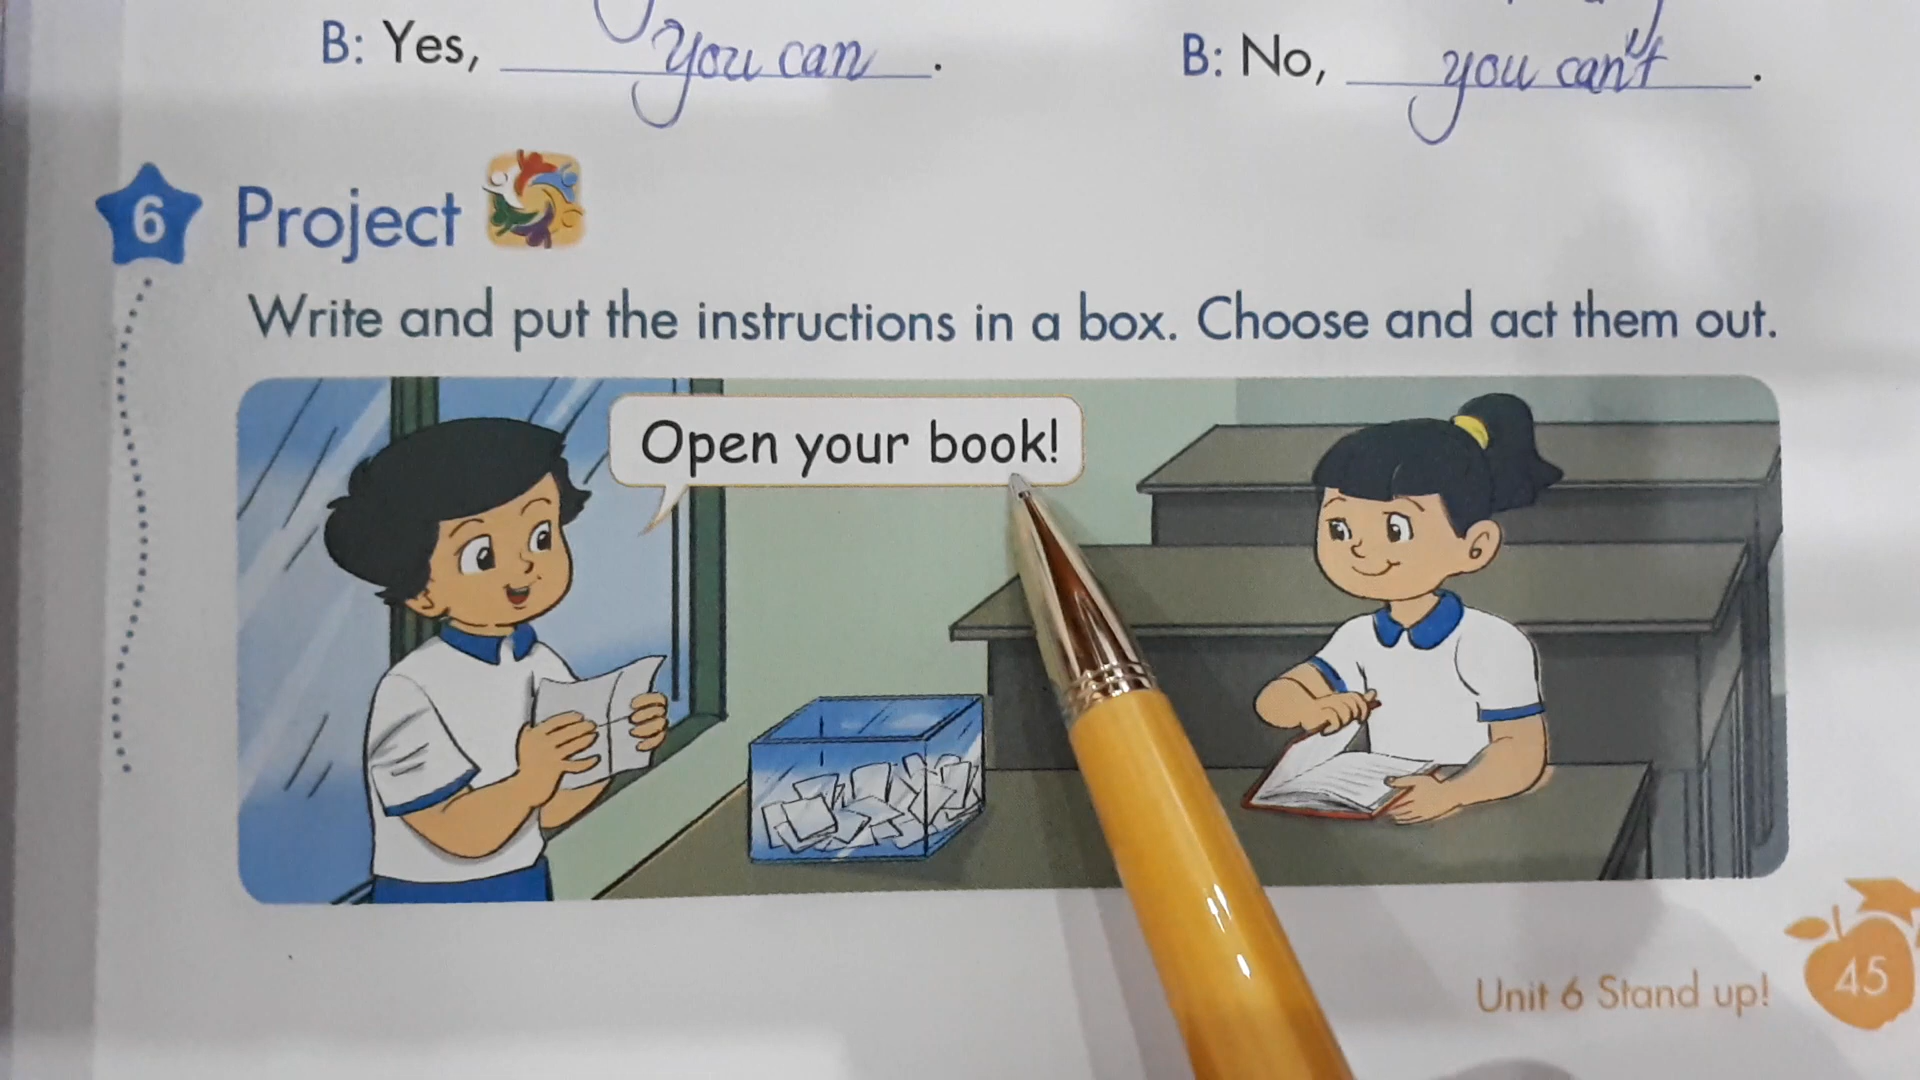 B: Yes, you can.
B: No, you can't.
6 Project
Write and put the instructions in a box. Choose and act them out.
Open your book!
Unit 6 Stand up!
45